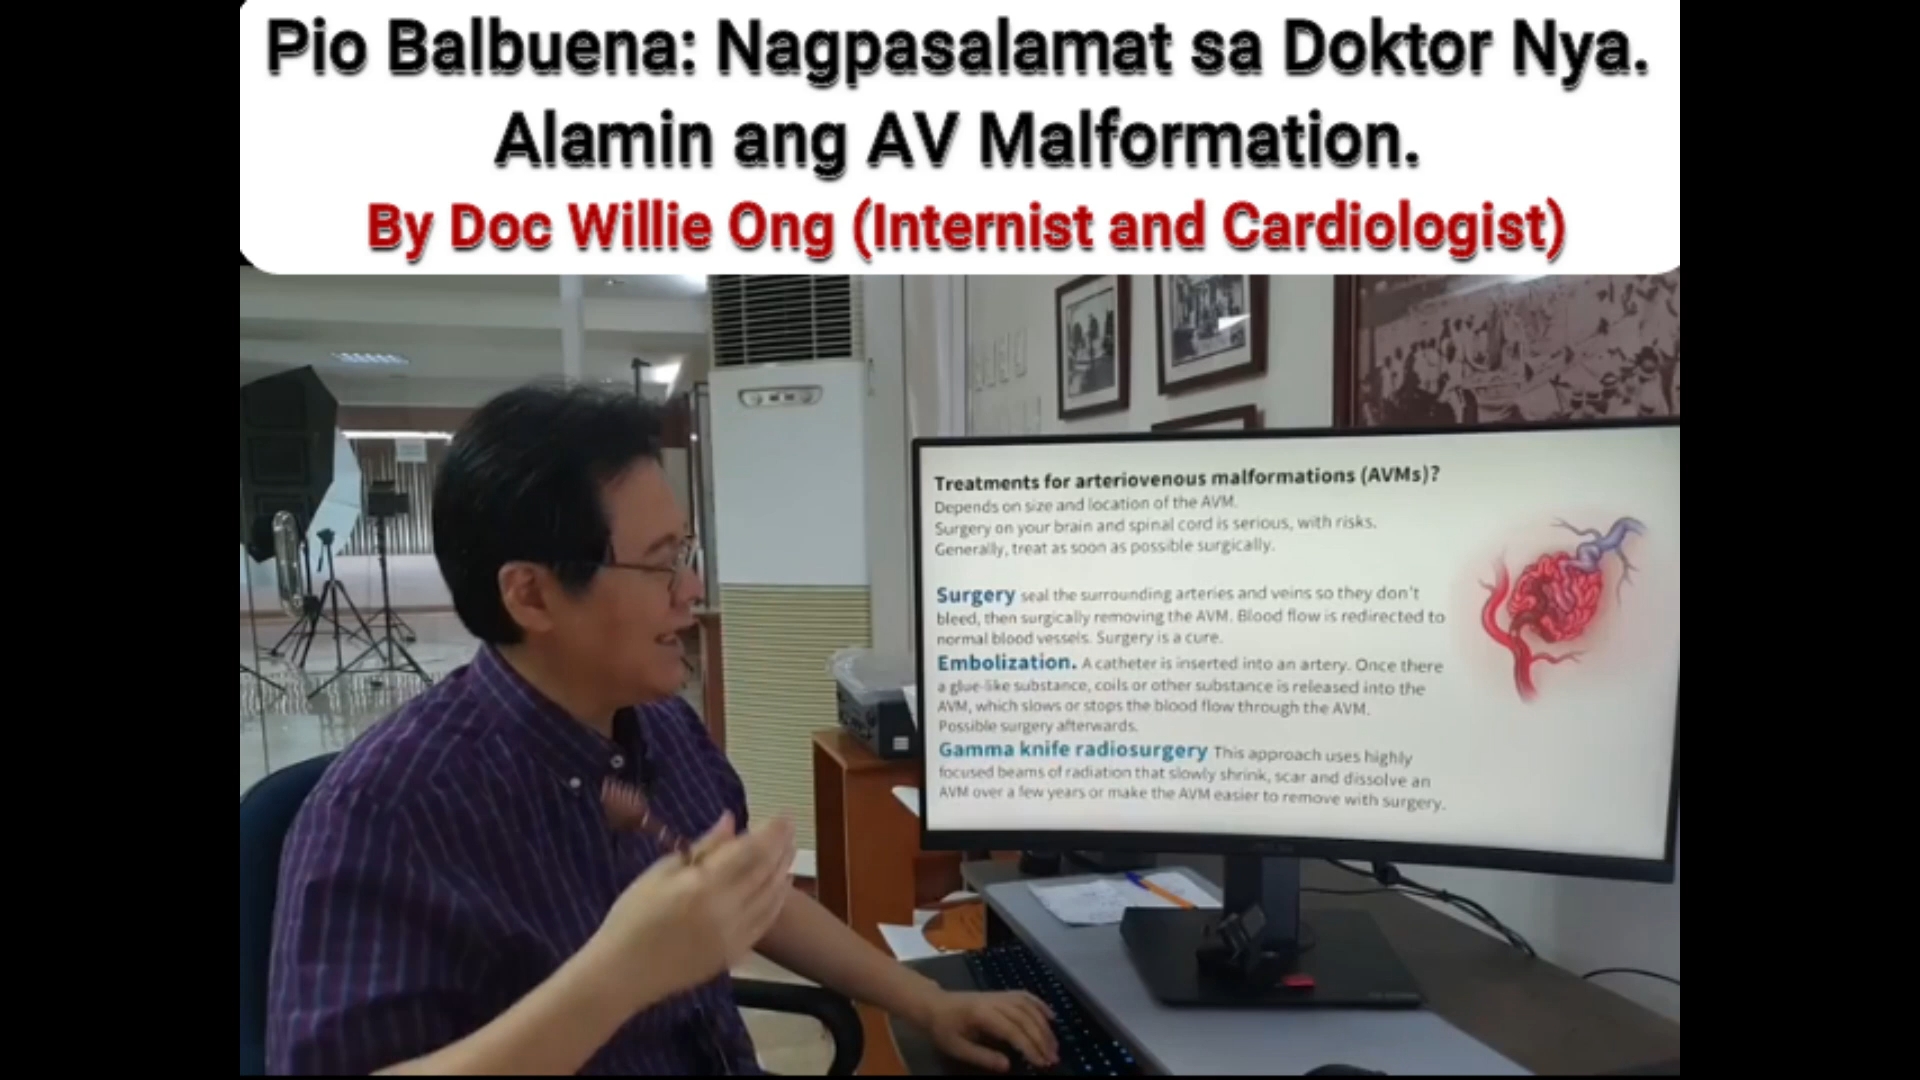 Pio Balbuena: Nagpasalamat sa Doktor Nya.
Alamin ang AV Malformation.
By Doc Willie Ong (Internist and Cardiologist)
Treatments for arteriovenous malformations (AVMs)?
Depends on size and location of the AVM.
Surgery on your brain and spinal cord is serious, with risks.
Generally, treat as soon as possible surgically.
Surgery seal the surrounding arteries and veins so they don't
bleed, then surgically removing the AVM. Blood flow is redirected to
normal blood vessels. Surgery is a cure.
Embolization. A catheter is inserted into an artery. Once there
a glue-like substance, coils or other substance is released into the
AVM, which slows or stops the blood flow through the AVM.
Possible surgery afterwards.
Gamma knife radiosurgery This approach uses highly
focused beams of radiation that slowly shrink, scar and dissolve an
AVM over a few years or make the AVM easier to remove with surgery.